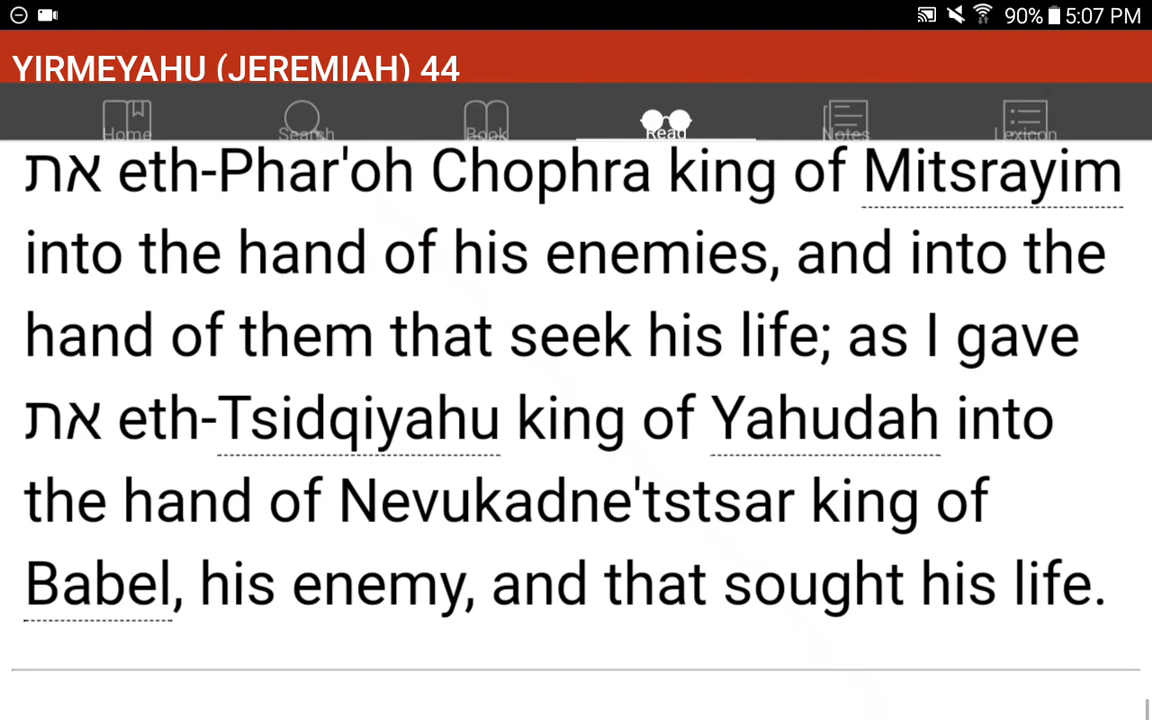 90% 5:07 PM
YIRMEYAHU (JEREMIAH) 44
Home Search Book Read Notes Lexicon
את eth-Phar'oh Chophra king of Mitsrayim
into the hand of his enemies, and into the
hand of them that seek his life; as I gave
את eth-Tsidqiyahu king of Yahudah into
the hand of Nevukadne'tstsar king of
Babel, his enemy, and that sought his life.